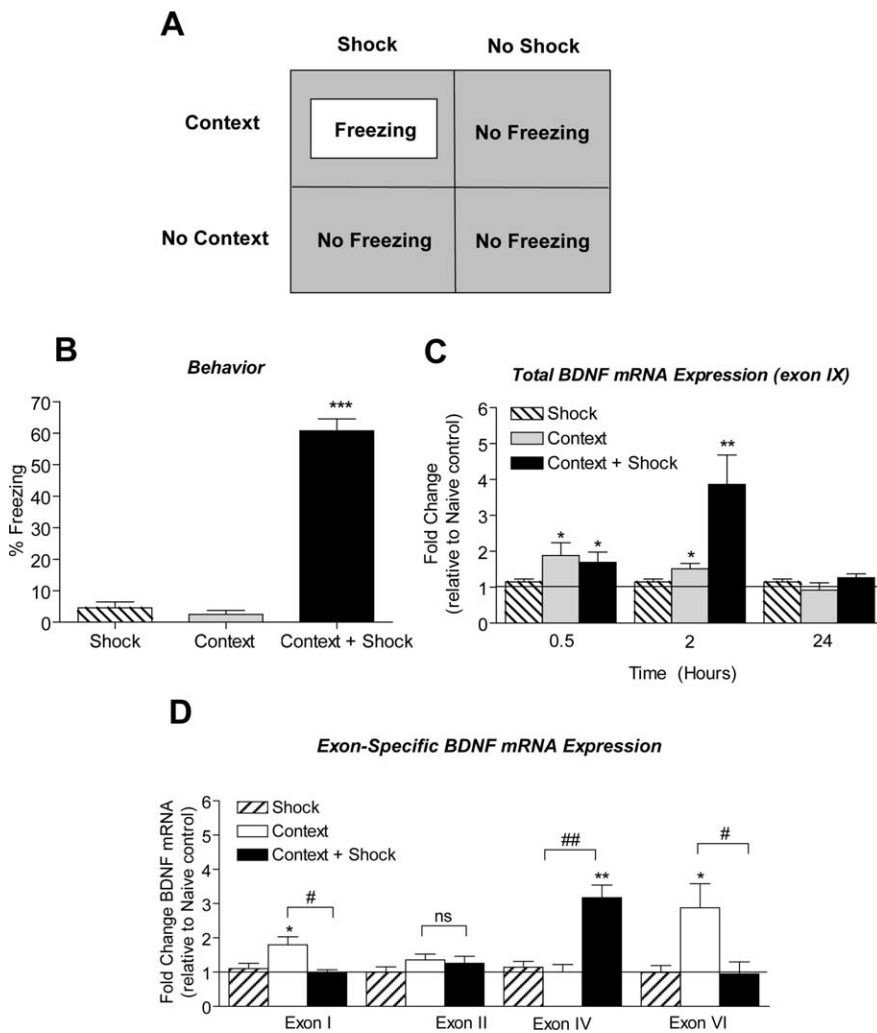 A
Shock No Shock
Context
Freezing
No Freezing
No Context
No Freezing No Freezing
B
Behavior
% Freezing
70
60
50
40
30
20
10
0
***
Shock Context Context + Shock
C
Total BDNF mRNA Expression (exon IX)
Fold Change
(relative to Naive control)
6
5
4
3
2
1
0
Shock
Context
Context + Shock
* * * **
0.5 2 24
Time (Hours)
D
Exon-Specific BDNF mRNA Expression
Fold Change BDNF mRNA
(relative to Naive control)
6
5
4
3
2
1
0
Shock
Context
Context + Shock
#
*
ns
##
**
#
*
Exon I Exon II Exon IV Exon VI